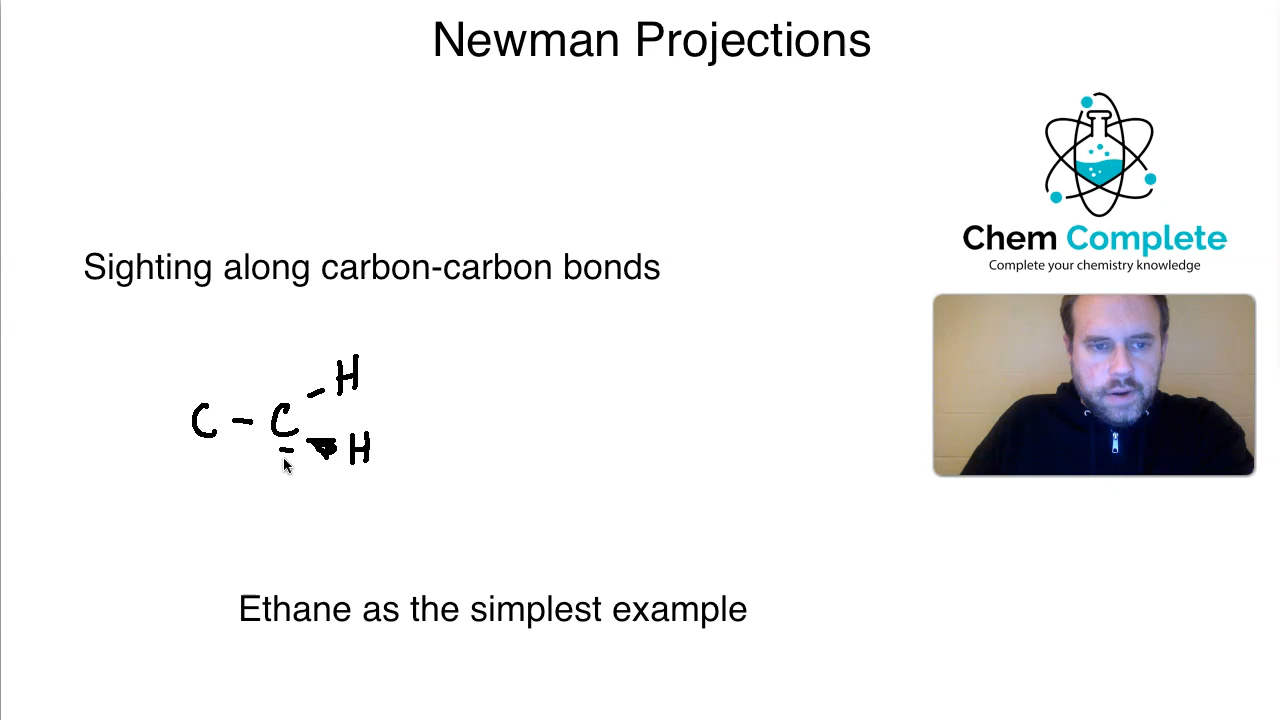 Newman Projections
Chem Complete
Complete your chemistry knowledge
Sighting along carbon-carbon bonds
H
C - C
H
Ethane as the simplest example